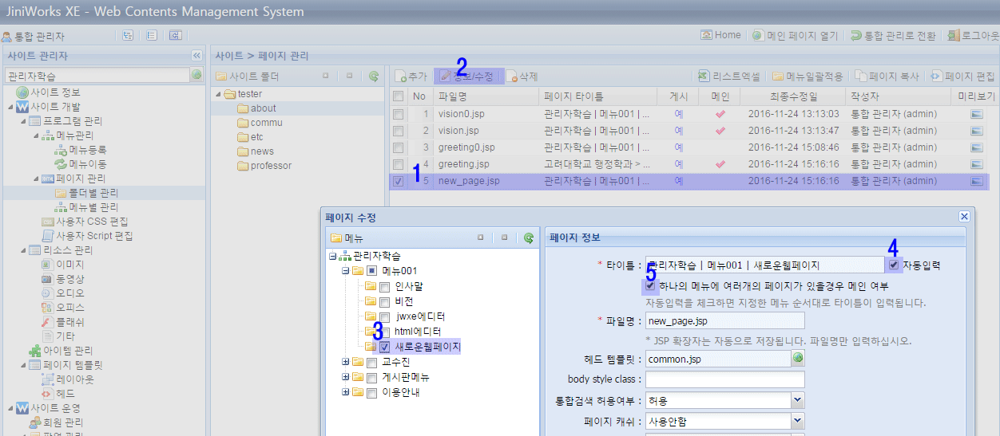 JiniWorks XE - Web Contents Management System
통합 관리자
Home 메인 페이지 열기 통합 관리로 전환 로그아웃
사이트 관리자
관리자학습
사이트 정보
사이트 개발
프로그램 관리
메뉴관리
메뉴등록
메뉴이동
페이지 관리
폴더별 관리
메뉴별 관리
사용자 CSS 편집
사용자 Script 편집
리소스 관리
이미지
동영상
오디오
오피스
플래쉬
기타
아이템 관리
페이지 템플릿
레이아웃
헤드
사이트 운영
회원 관리
사이트 > 페이지 관리
사이트 폴더
tester
about
commu
etc
news
professor
2
추가 정보/수정 삭제 리스트엑셀 메뉴일괄적용 페이지 복사 페이지 편집
No 파일명 페이지 타이틀 게시 메인 최종수정일 작성자 미리보기
1 vision0.jsp 관리자학습 | 메뉴001 | ... 예 2016-11-24 13:13:03 통합 관리자 (admin)
2 vision.jsp 관리자학습 | 메뉴001 | ... 예 2016-11-24 13:13:47 통합 관리자 (admin)
3 greeting0.jsp 관리자학습 | 메뉴001 | ... 예 2016-11-24 15:08:46 통합 관리자 (admin)
4 greeting.jsp 고려대학교 행정학과 > ... 예 2016-11-24 15:16:16 통합 관리자 (admin)
1
5 new_page.jsp 관리자학습 | 메뉴001 | ... 예 2016-11-24 15:16:16 통합 관리자 (admin)
페이지 수정
메뉴
관리자학습
메뉴001
인사말
비전
jwxe에디터
html에디터
3
새로운웹페이지
교수진
게시판메뉴
이용안내
페이지 정보
4
* 타이틀 : 관리자학습 | 메뉴001 | 새로운웹페이지 자동입력
5
하나의 메뉴에 여러개의 페이지가 있을경우 메인 여부
자동입력을 체크하면 지정한 메뉴 순서대로 타이틀이 입력됩니다.
* 파일명 : new_page.jsp
* JSP 확장자는 자동으로 저장됩니다. 파일명만 입력하십시오.
헤드 템플릿 : common.jsp
body style class :
통합검색 허용여부 : 허용
페이지 캐쉬 : 사용안함